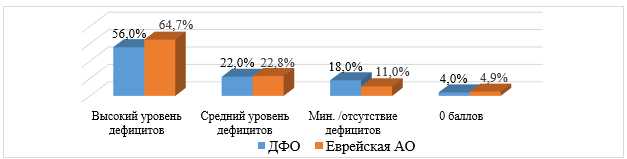 56,0% 64,7%
22,0% 22,8%
18,0% 11,0%
4,0% 4,9%
Высокий уровень
дефицитов
Средний уровень
дефицитов
Мин. /отсутствие
дефицитов
0 баллов
ДФО Еврейская АО